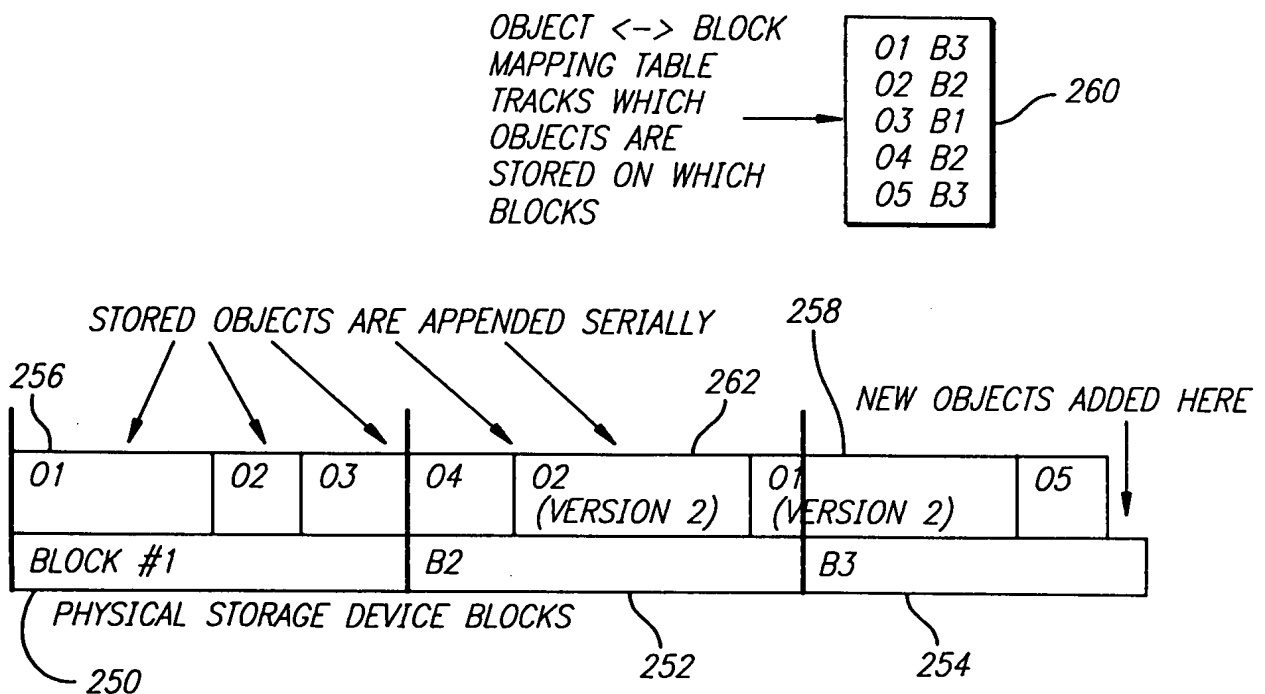 OBJECT <-> BLOCK
MAPPING TABLE
TRACKS WHICH
OBJECTS ARE
STORED ON WHICH
BLOCKS
O1 B3
O2 B2
O3 B1
O4 B2
O5 B3
260
STORED OBJECTS ARE APPENDED SERIALLY
258
256
262
NEW OBJECTS ADDED HERE
O1
O2
O3
O4
O2
(VERSION 2)
O1
(VERSION 2)
O5
BLOCK #1
B2
B3
PHYSICAL STORAGE DEVICE BLOCKS
250
252
254